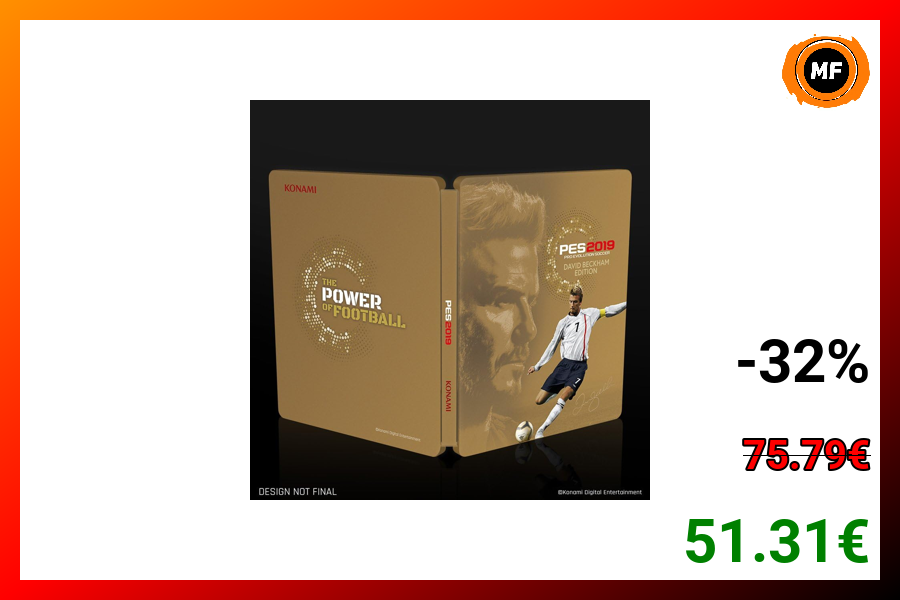 MF
KONAMI
THE
POWER
OF FOOTBALL
PES 2019
KONAMI
PES2019
PRO EVOLUTION SOCCER
DAVID BECKHAM
EDITION
7
7
DESIGN NOT FINAL
©Konami Digital Entertainment
-32%
75.79€
51.31€